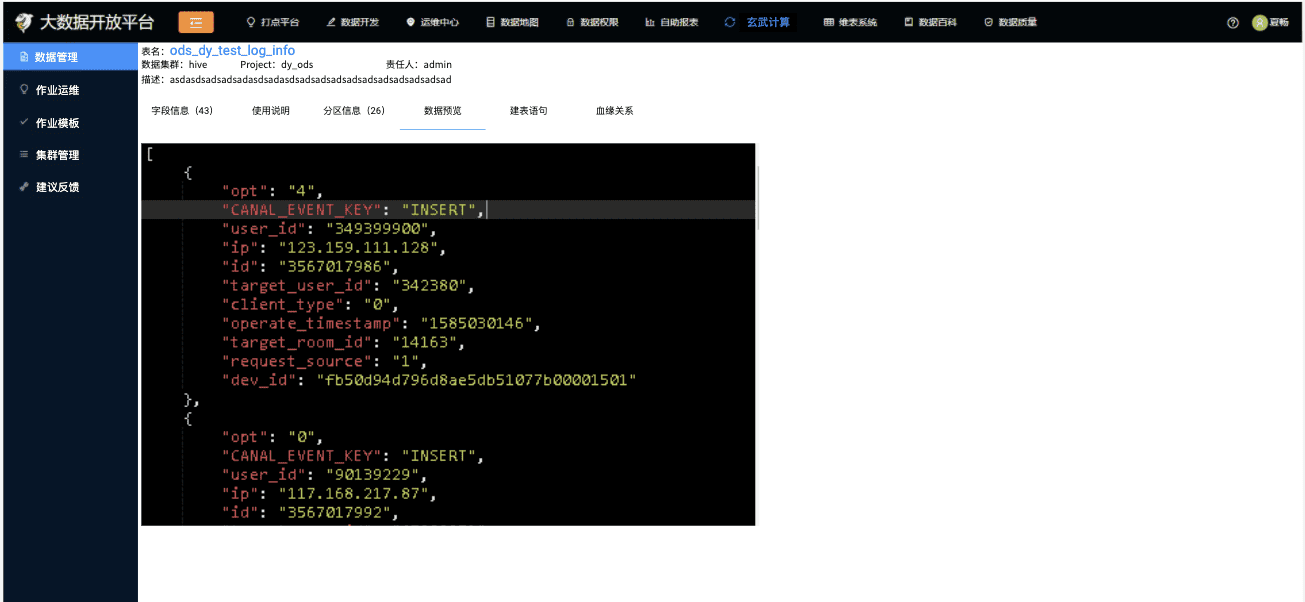 大数据开放平台 打点平台 数据开发 运维中心 数据地图 数据权限 自助报表 玄武计算 维表系统 数据百科 数据质量 夏畅
数据管理
作业运维
作业模板
集群管理
建议反馈
表名: ods_dy_test_log_info
数据集群: hive Project: dy_ods 责任人: admin
描述: asdasdsadsadsadasdsadasdsadsadsadsadsadsadsadsadsadsad
字段信息 (43) 使用说明 分区信息 (26) 数据预览 建表语句 血缘关系
[
{
"opt": "4",
"CANAL_EVENT_KEY": "INSERT",
"user_id": "349399900",
"ip": "123.159.111.128",
"id": "3567017986",
"target_user_id": "342380",
"client_type": "0",
"operate_timestamp": "1585030146",
"target_room_id": "14163",
"request_source": "1",
"dev_id": "fb50d94d796d8ae5db51077b00001501"
},
{
"opt": "0",
"CANAL_EVENT_KEY": "INSERT",
"user_id": "90139229",
"ip": "117.168.217.87",
"id": "3567017992",